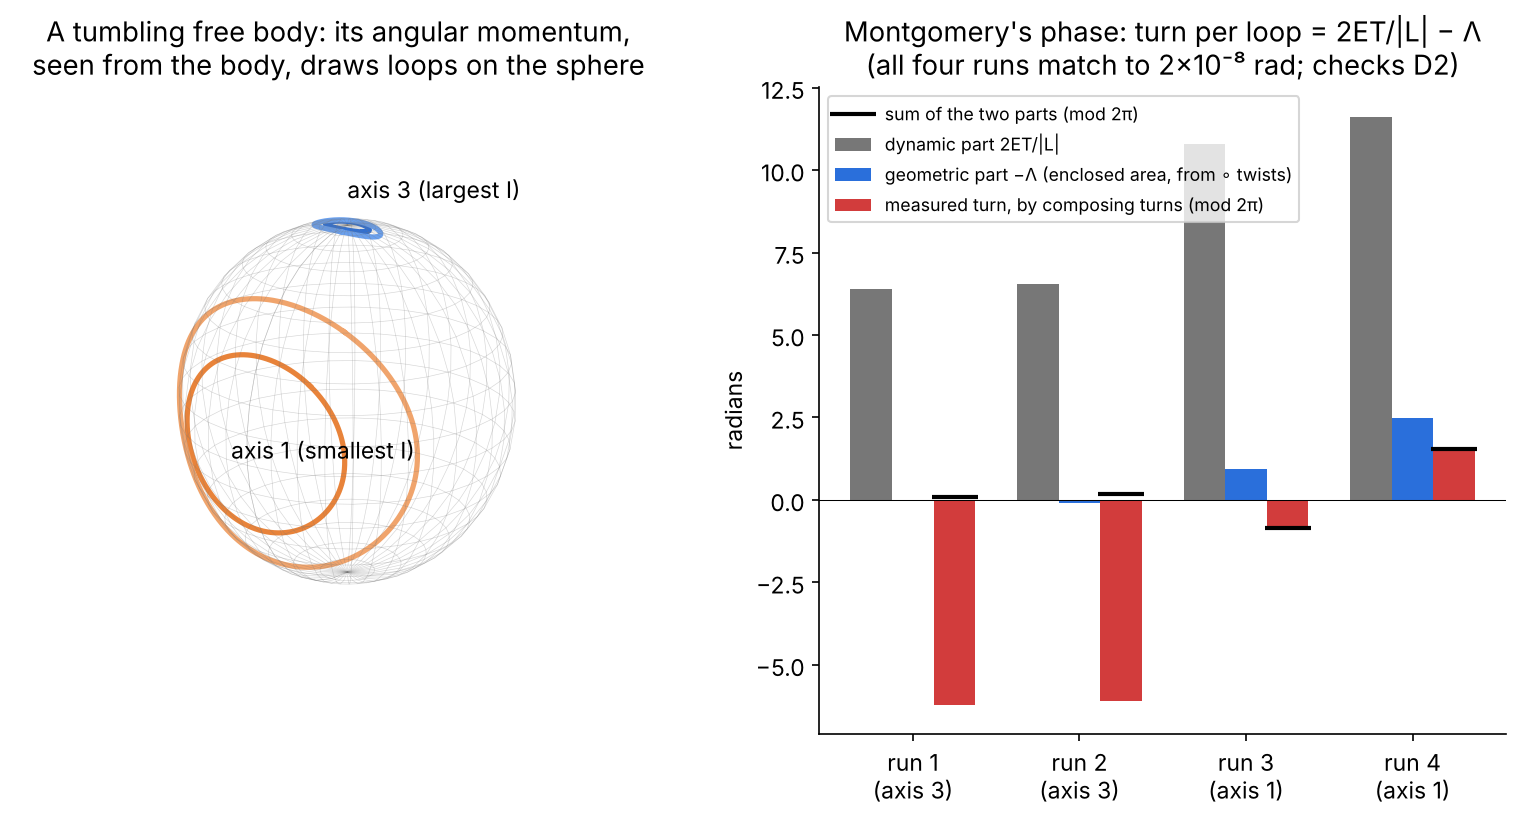 A tumbling free body: its angular momentum,
seen from the body, draws loops on the sphere
axis 3 (largest I)
axis 1 (smallest I)
Montgomery's phase: turn per loop = 2ET/|L| − Λ
(all four runs match to 2×10⁻⁸ rad; checks D2)
sum of the two parts (mod 2π)
dynamic part 2ET/|L|
geometric part −Λ (enclosed area, from ∘ twists)
measured turn, by composing turns (mod 2π)
radians
12.5
10.0
7.5
5.0
2.5
0.0
−2.5
−5.0
run 1
(axis 3)
run 2
(axis 3)
run 3
(axis 1)
run 4
(axis 1)